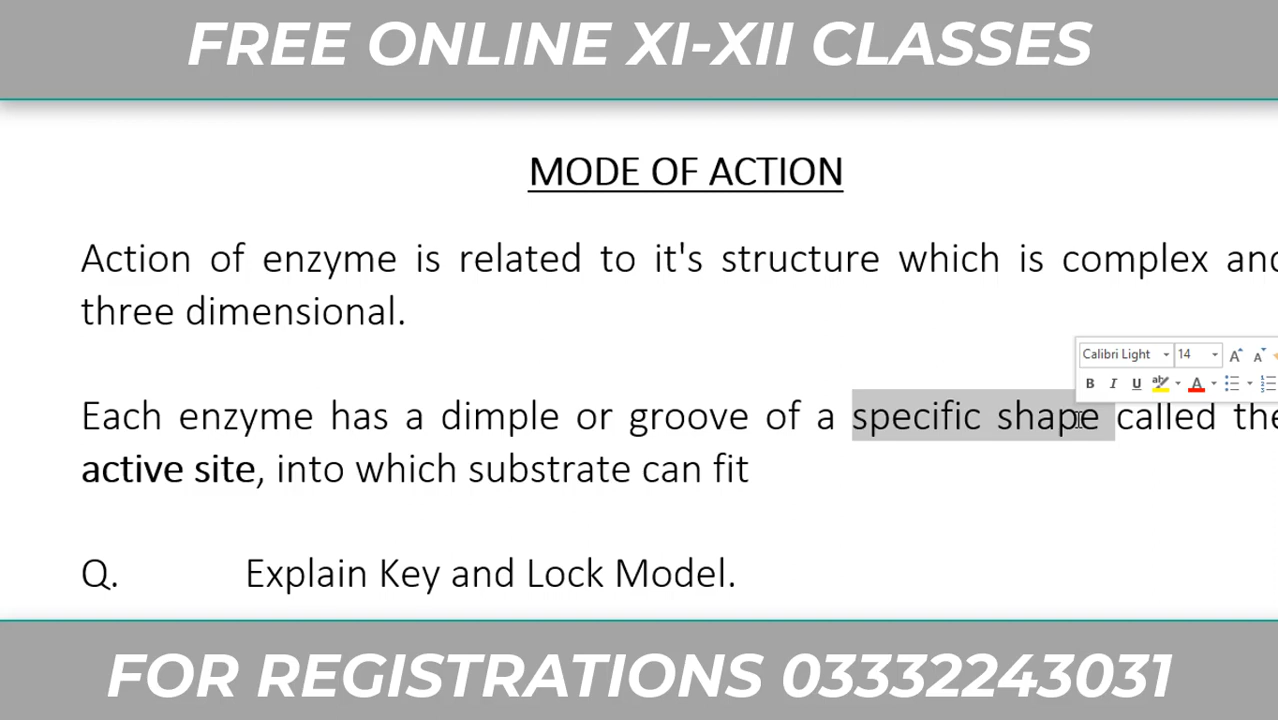 FREE ONLINE XI-XII CLASSES
MODE OF ACTION
Action of enzyme is related to it's structure which is complex and
three dimensional.
Calibri Light 14
B I U aby A
Each enzyme has a dimple or groove of a specific shape called the
active site, into which substrate can fit
Q. Explain Key and Lock Model.
FOR REGISTRATIONS 03332243031